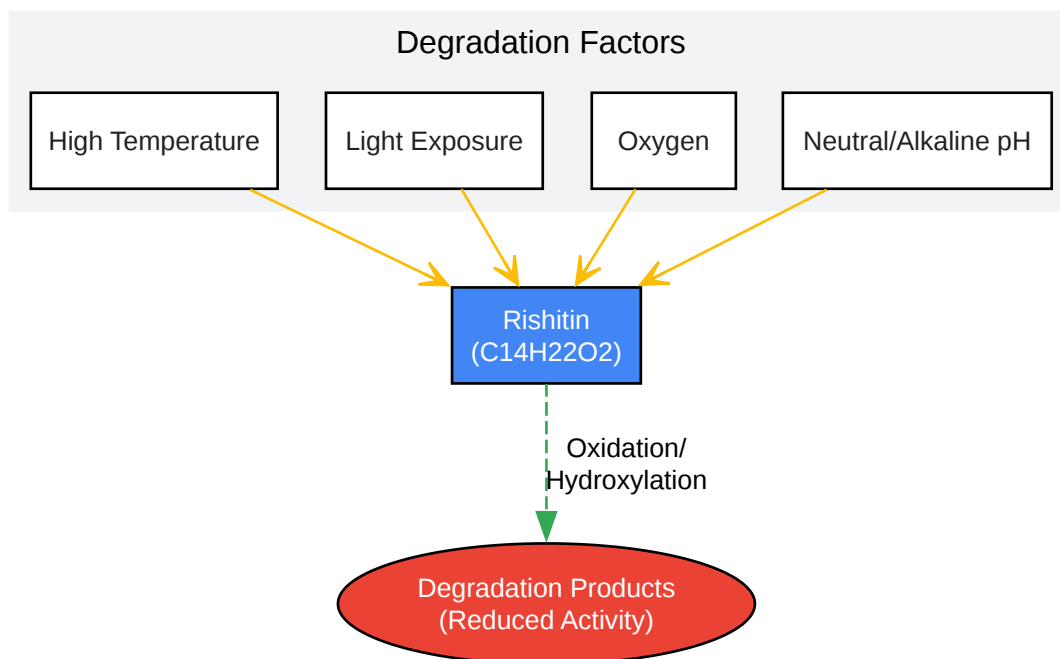 Degradation Factors
High Temperature
Light Exposure
Oxygen
Neutral/Alkaline pH
Rishitin
(C14H22O2)
Oxidation/
Hydroxylation
Degradation Products
(Reduced Activity)